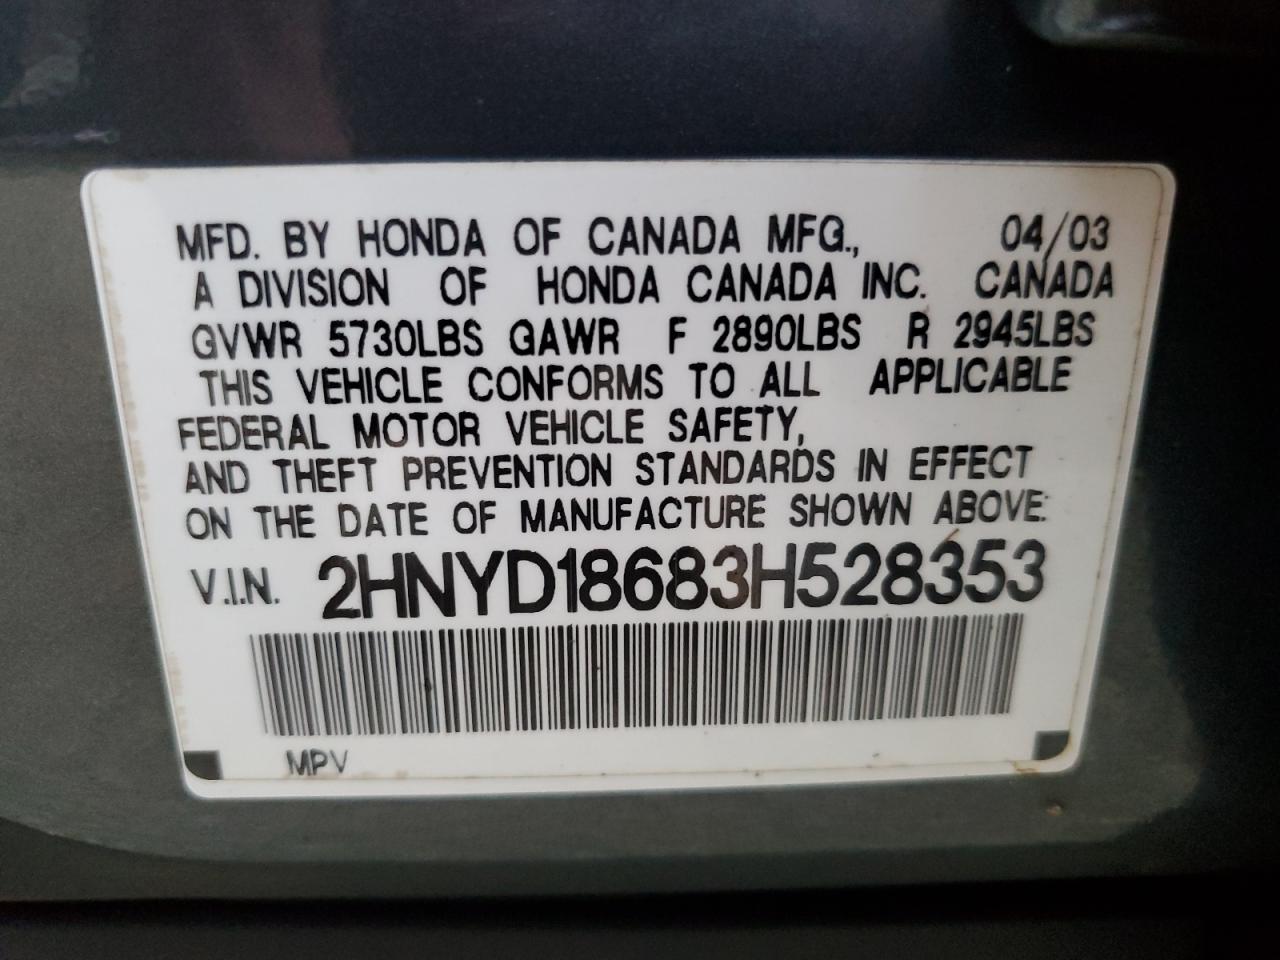 MFD. BY HONDA OF CANADA MFG., 04/03
A DIVISION OF HONDA CANADA INC. CANADA
GVWR 5730LBS GAWR F 2890LBS R 2945LBS
THIS VEHICLE CONFORMS TO ALL APPLICABLE
FEDERAL MOTOR VEHICLE SAFETY,
AND THEFT PREVENTION STANDARDS IN EFFECT
ON THE DATE OF MANUFACTURE SHOWN ABOVE:
V.I.N. 2HNYD18683H528353
MPV